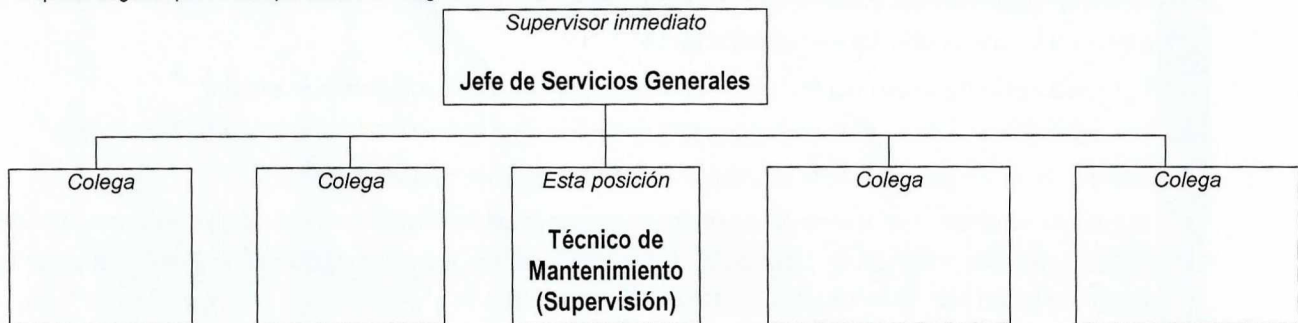 Supervisor inmediato
Jefe de Servicios Generales
Colega
Colega
Esta posición
Colega
Colega
Técnico de
Mantenimiento
(Supervisión)